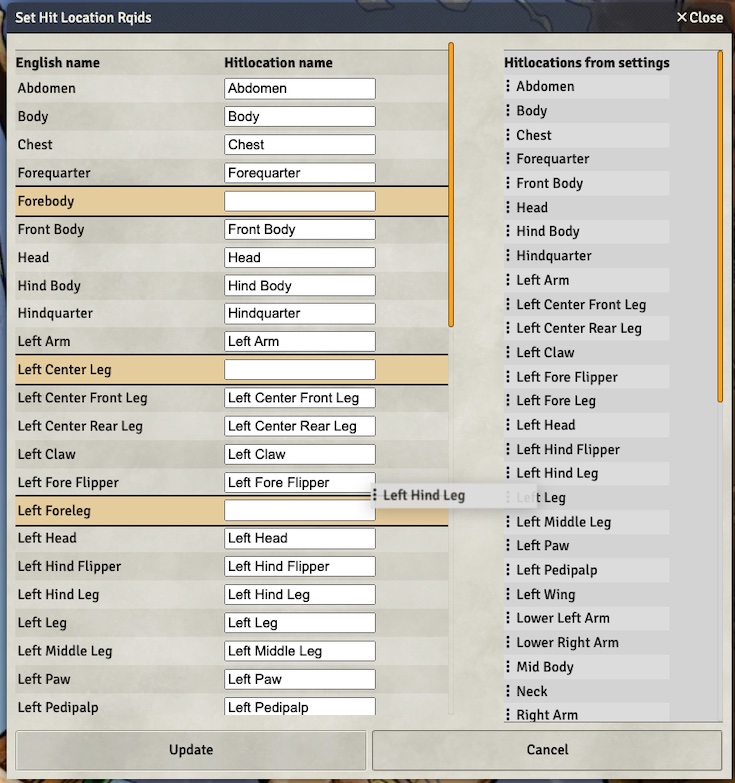 Set Hit Location Rqids
Close
English name Hitlocation name
Abdomen Abdomen
Body Body
Chest Chest
Forequarter Forequarter
Forebody
Front Body Front Body
Head Head
Hind Body Hind Body
Hindquarter Hindquarter
Left Arm Left Arm
Left Center Leg
Left Center Front Leg Left Center Front Leg
Left Center Rear Leg Left Center Rear Leg
Left Claw Left Claw
Left Fore Flipper Left Fore Flipper
Left Foreleg
Left Head Left Head
Left Hind Flipper Left Hind Flipper
Left Hind Leg Left Hind Leg
Left Leg Left Leg
Left Middle Leg Left Middle Leg
Left Paw Left Paw
Left Pedipalp Left Pedipalp
Left Hind Leg
Hitlocations from settings
Abdomen
Body
Chest
Forequarter
Front Body
Head
Hind Body
Hindquarter
Left Arm
Left Center Front Leg
Left Center Rear Leg
Left Claw
Left Fore Flipper
Left Fore Leg
Left Head
Left Hind Flipper
Left Hind Leg
Left Leg
Left Middle Leg
Left Paw
Left Pedipalp
Left Wing
Lower Left Arm
Lower Right Arm
Mid Body
Neck
Right Arm
Update
Cancel